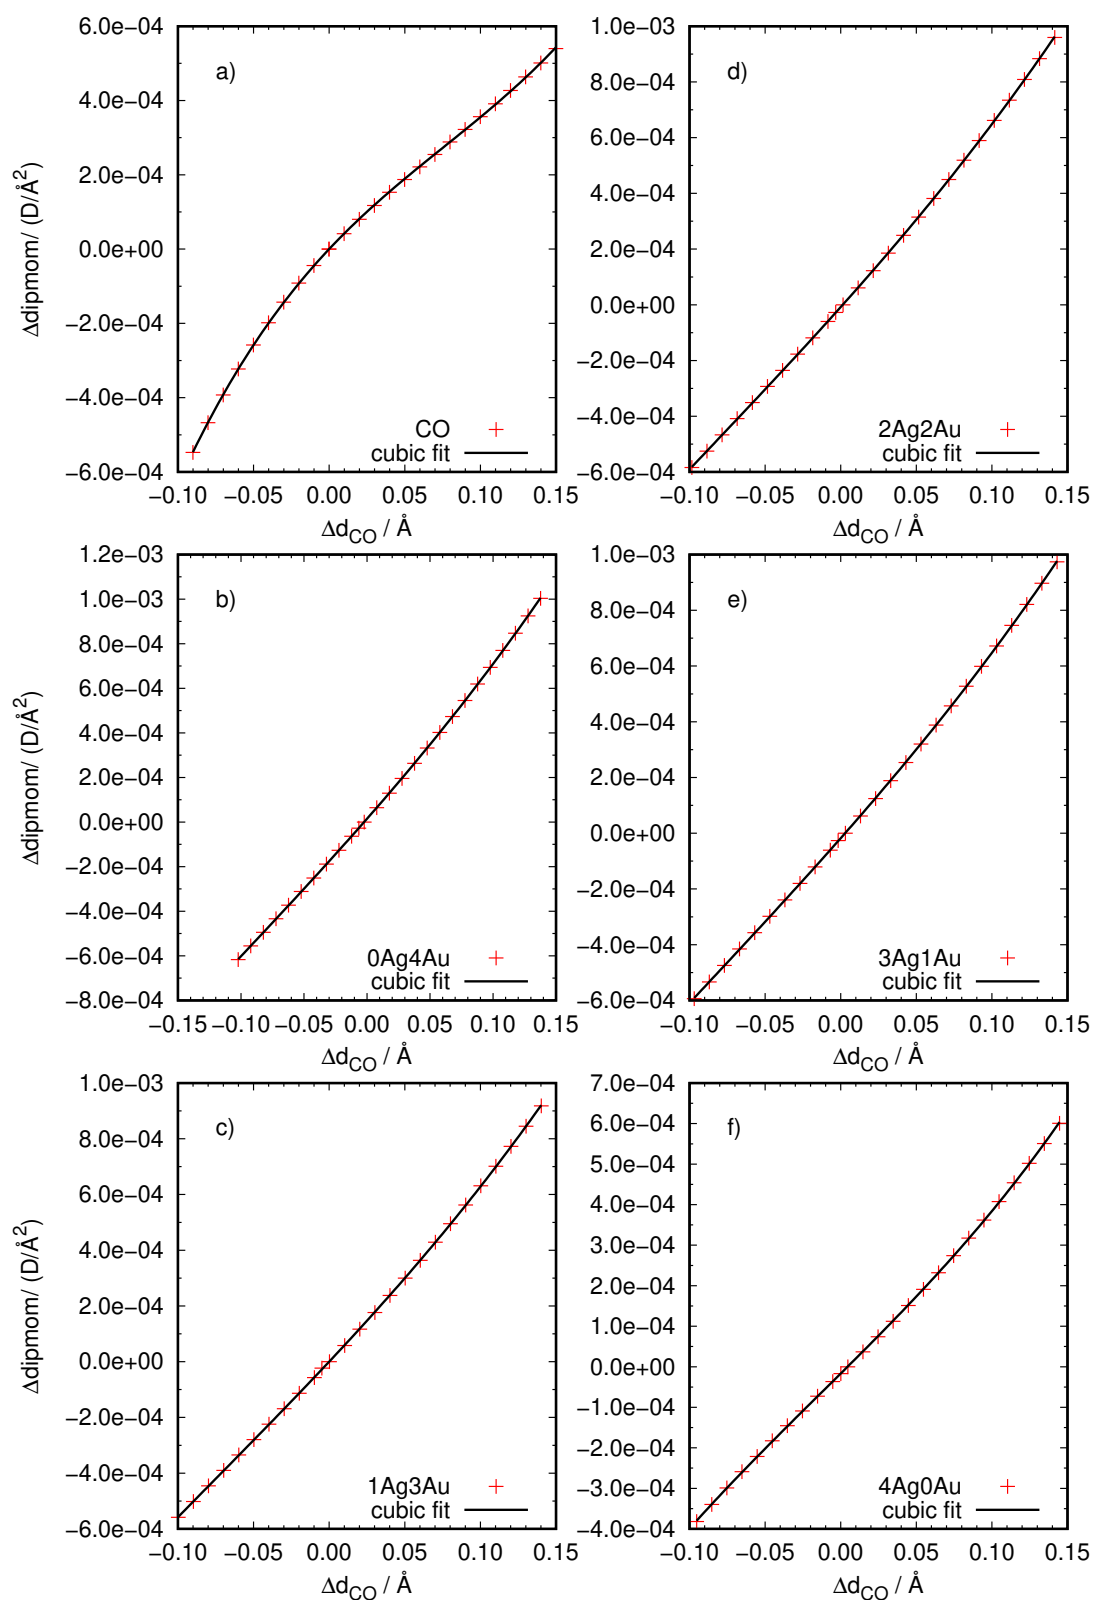 a)
6.0e−04
4.0e−04
2.0e−04
0.0e+00
−2.0e−04
−4.0e−04
−6.0e−04
Δdipmom/ (D/Å²)
CO
cubic fit
−0.10 −0.05 0.00 0.05 0.10 0.15
Δd_CO / Å
d)
1.0e−03
8.0e−04
6.0e−04
4.0e−04
2.0e−04
0.0e+00
−2.0e−04
−4.0e−04
−6.0e−04
2Ag2Au
cubic fit
−0.10 −0.05 0.00 0.05 0.10 0.15
Δd_CO / Å
b)
1.2e−03
1.0e−03
8.0e−04
6.0e−04
4.0e−04
2.0e−04
0.0e+00
−2.0e−04
−4.0e−04
−6.0e−04
−8.0e−04
Δdipmom/ (D/Å²)
0Ag4Au
cubic fit
−0.15 −0.10 −0.05 0.00 0.05 0.10 0.15
Δd_CO / Å
e)
1.0e−03
8.0e−04
6.0e−04
4.0e−04
2.0e−04
0.0e+00
−2.0e−04
−4.0e−04
−6.0e−04
3Ag1Au
cubic fit
−0.10 −0.05 0.00 0.05 0.10 0.15
Δd_CO / Å
c)
1.0e−03
8.0e−04
6.0e−04
4.0e−04
2.0e−04
0.0e+00
−2.0e−04
−4.0e−04
−6.0e−04
Δdipmom/ (D/Å²)
1Ag3Au
cubic fit
−0.10 −0.05 0.00 0.05 0.10 0.15
Δd_CO / Å
f)
7.0e−04
6.0e−04
5.0e−04
4.0e−04
3.0e−04
2.0e−04
1.0e−04
0.0e+00
−1.0e−04
−2.0e−04
−3.0e−04
−4.0e−04
4Ag0Au
cubic fit
−0.10 −0.05 0.00 0.05 0.10 0.15
Δd_CO / Å